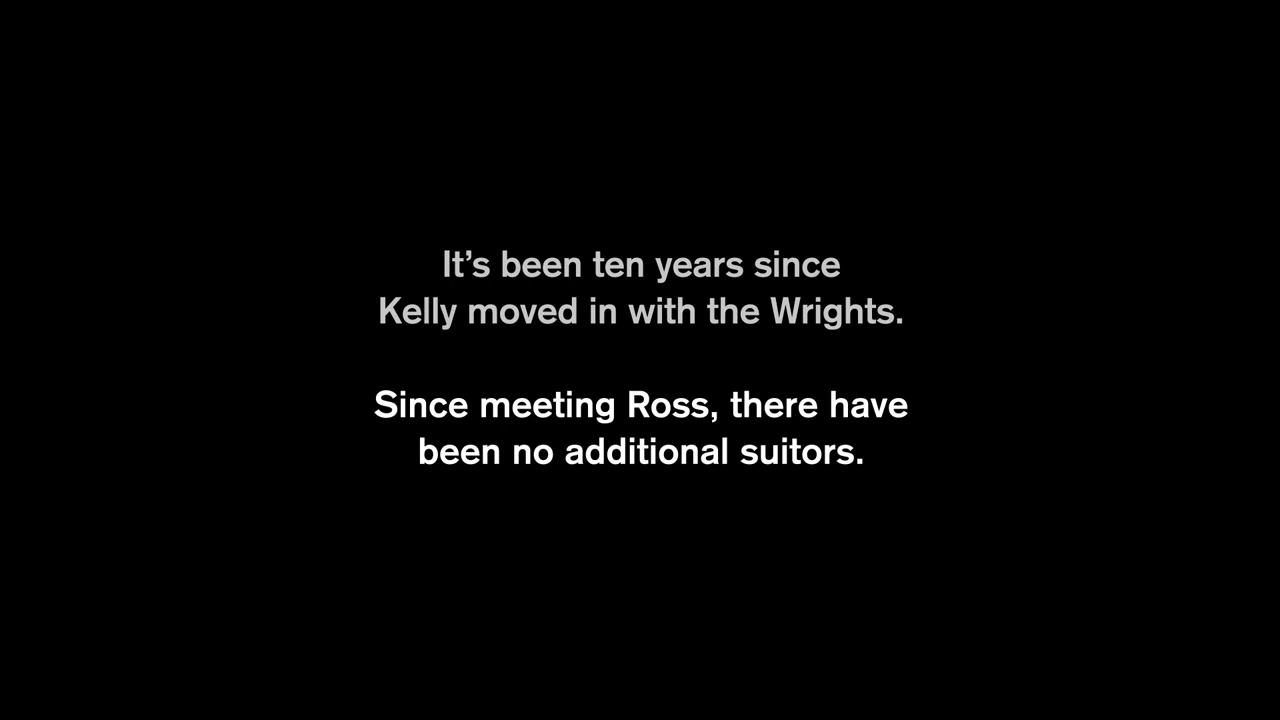 It’s been ten years since
Kelly moved in with the Wrights.
Since meeting Ross, there have
been no additional suitors.